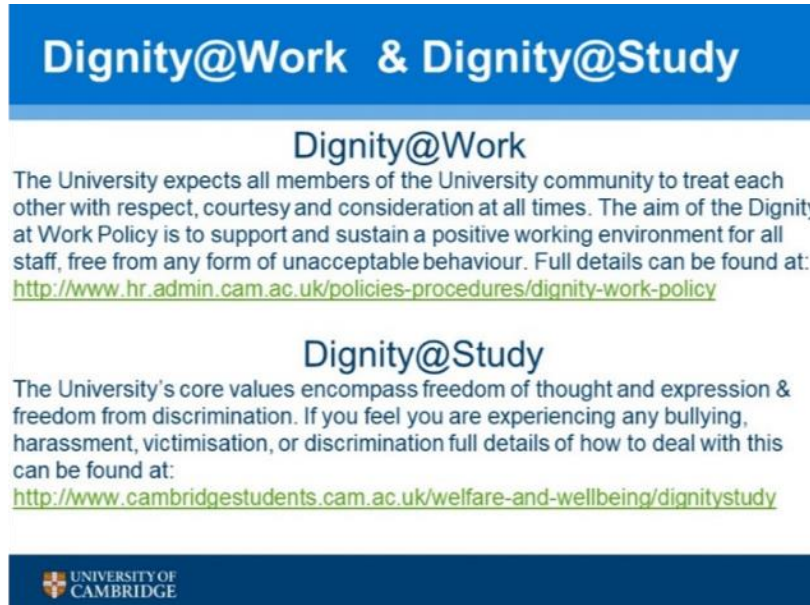 Dignity@Work & Dignity@Study
Dignity@Work
The University expects all members of the University community to treat each
other with respect, courtesy and consideration at all times. The aim of the Dignity
at Work Policy is to support and sustain a positive working environment for all
staff, free from any form of unacceptable behaviour. Full details can be found at:
http://www.hr.admin.cam.ac.uk/policies-procedures/dignity-work-policy
Dignity@Study
The University’s core values encompass freedom of thought and expression &
freedom from discrimination. If you feel you are experiencing any bullying,
harassment, victimisation, or discrimination full details of how to deal with this
can be found at:
http://www.cambridgestudents.cam.ac.uk/welfare-and-wellbeing/dignitystudy
UNIVERSITY OF
CAMBRIDGE